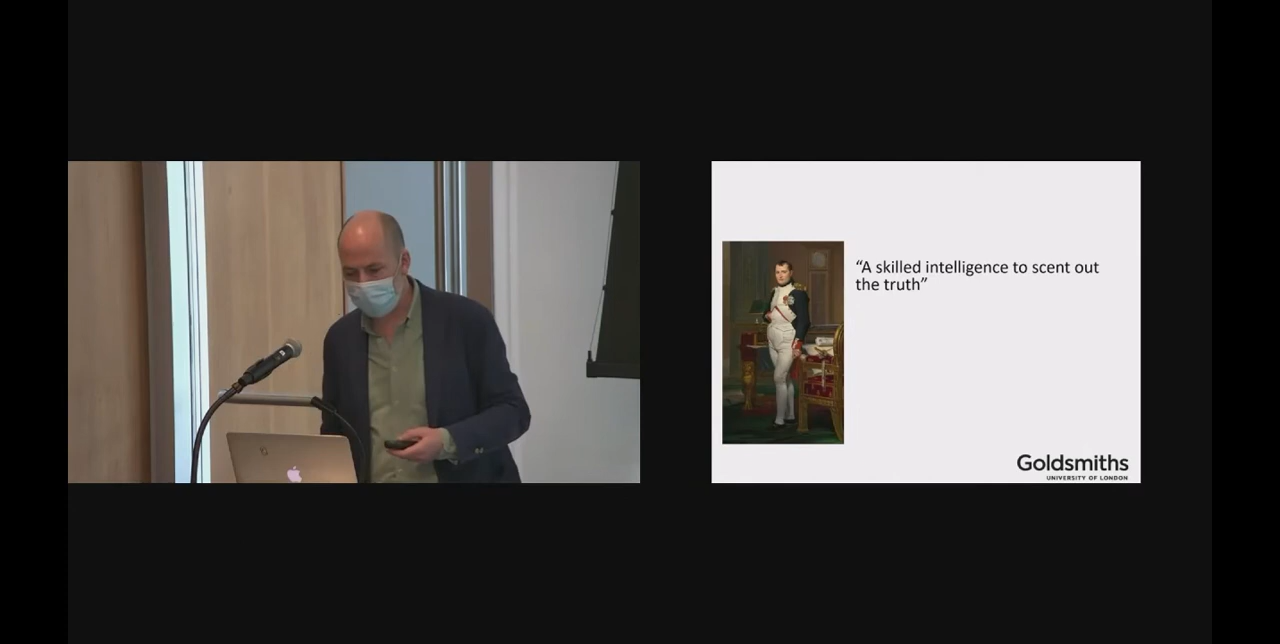 “A skilled intelligence to scent out
the truth”
Goldsmiths
UNIVERSITY OF LONDON